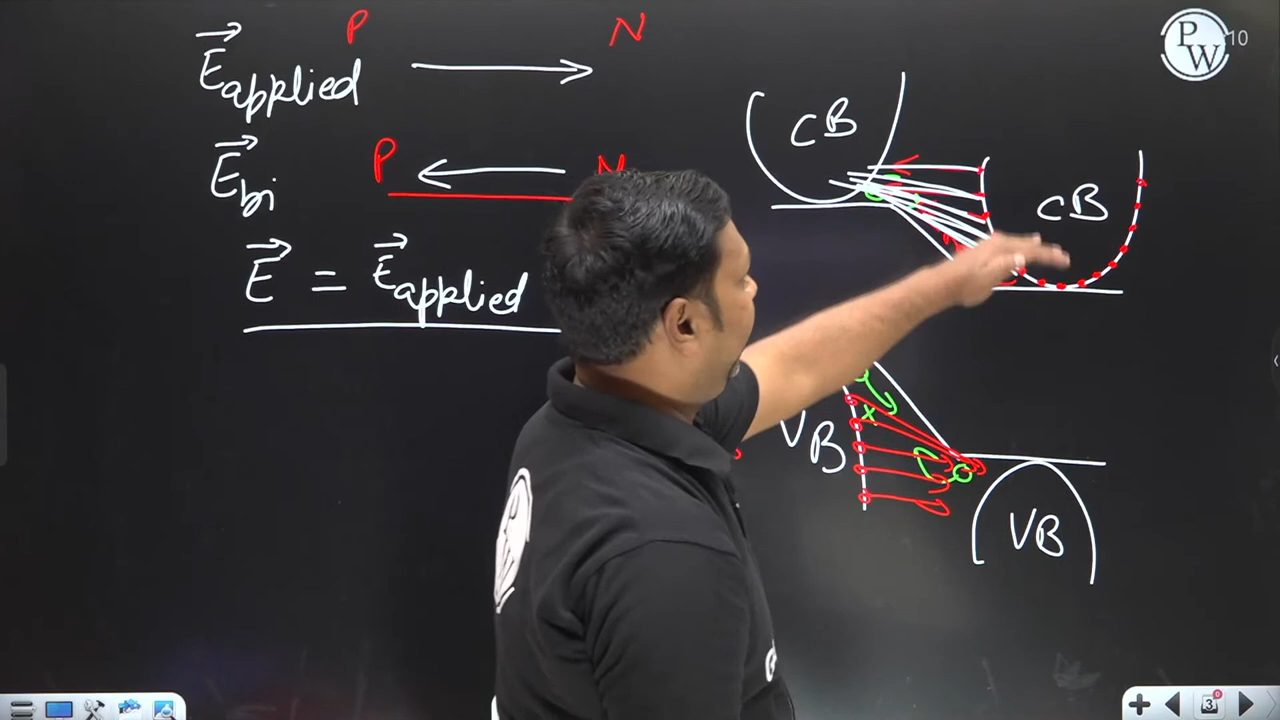 P N
E applied
PW 10
E bi P
CB
CB
E = E applied
VB
VB